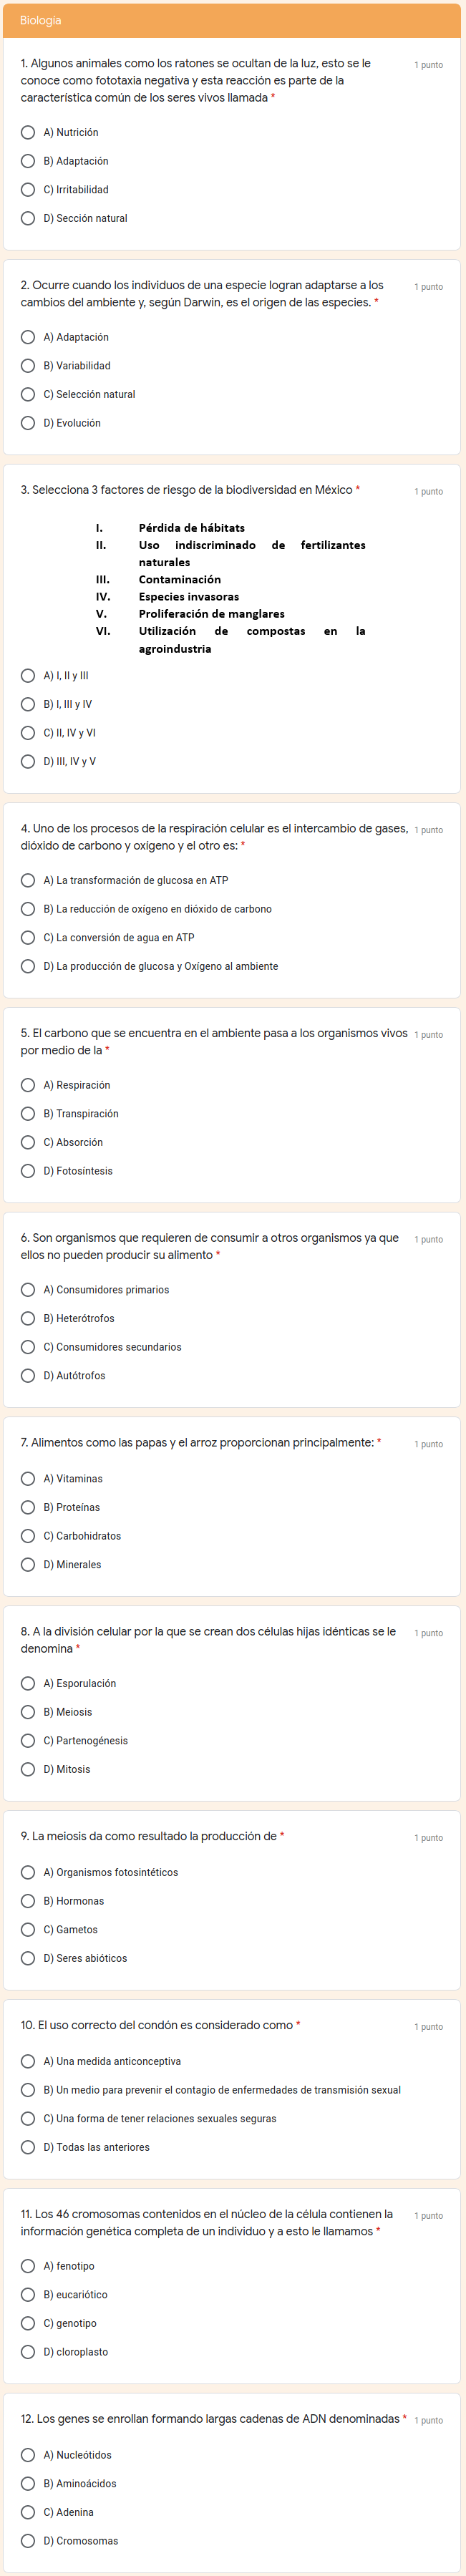 Biología
1. Algunos animales como los ratones se ocultan de la luz, esto se le
1 punto
conoce como fototaxia negativa y esta reacción es parte de la
característica común de los seres vivos llamada *
A) Nutrición
B) Adaptación
C) Irritabilidad
D) Sección natural
2. Ocurre cuando los individuos de una especie logran adaptarse a los
1 punto
cambios del ambiente y, según Darwin, es el origen de las especies. *
A) Adaptación
B) Variabilidad
C) Selección natural
D) Evolución
3. Selecciona 3 factores de riesgo de la biodiversidad en México *
1 punto
I. Pérdida de hábitats
II. Uso indiscriminado de fertilizantes
naturales
III. Contaminación
IV. Especies invasoras
V. Proliferación de manglares
VI. Utilización de compostas en la
agroindustria
A) I, II y III
B) I, III y IV
C) II, IV y VI
D) III, IV y V
4. Uno de los procesos de la respiración celular es el intercambio de gases,
1 punto
dióxido de carbono y oxígeno y el otro es: *
A) La transformación de glucosa en ATP
B) La reducción de oxígeno en dióxido de carbono
C) La conversión de agua en ATP
D) La producción de glucosa y Oxígeno al ambiente
5. El carbono que se encuentra en el ambiente pasa a los organismos vivos
1 punto
por medio de la *
A) Respiración
B) Transpiración
C) Absorción
D) Fotosíntesis
6. Son organismos que requieren de consumir a otros organismos ya que
1 punto
ellos no pueden producir su alimento *
A) Consumidores primarios
B) Heterótrofos
C) Consumidores secundarios
D) Autótrofos
7. Alimentos como las papas y el arroz proporcionan principalmente: *
1 punto
A) Vitaminas
B) Proteínas
C) Carbohidratos
D) Minerales
8. A la división celular por la que se crean dos células hijas idénticas se le
1 punto
denomina *
A) Esporulación
B) Meiosis
C) Partenogénesis
D) Mitosis
9. La meiosis da como resultado la producción de *
1 punto
A) Organismos fotosintéticos
B) Hormonas
C) Gametos
D) Seres abióticos
10. El uso correcto del condón es considerado como *
1 punto
A) Una medida anticonceptiva
B) Un medio para prevenir el contagio de enfermedades de transmisión sexual
C) Una forma de tener relaciones sexuales seguras
D) Todas las anteriores
11. Los 46 cromosomas contenidos en el núcleo de la célula contienen la
1 punto
información genética completa de un individuo y a esto le llamamos *
A) fenotipo
B) eucariótico
C) genotipo
D) cloroplasto
12. Los genes se enrollan formando largas cadenas de ADN denominadas *
1 punto
A) Nucleótidos
B) Aminoácidos
C) Adenina
D) Cromosomas